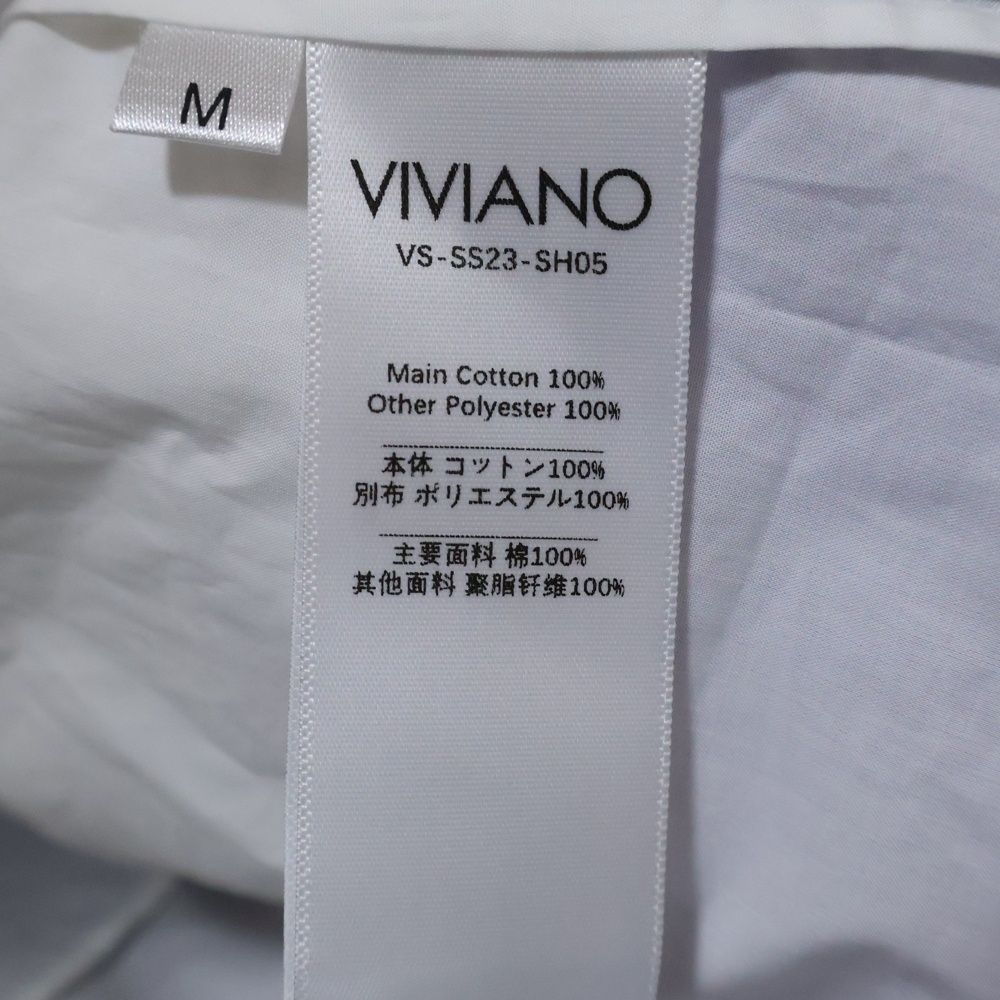 M
VIVIANO
VS-SS23-SH05
Main Cotton 100%
Other Polyester 100%
本体 コットン100%
別布 ポリエステル100%
主要面料 棉100%
其他面料 聚脂钎维100%